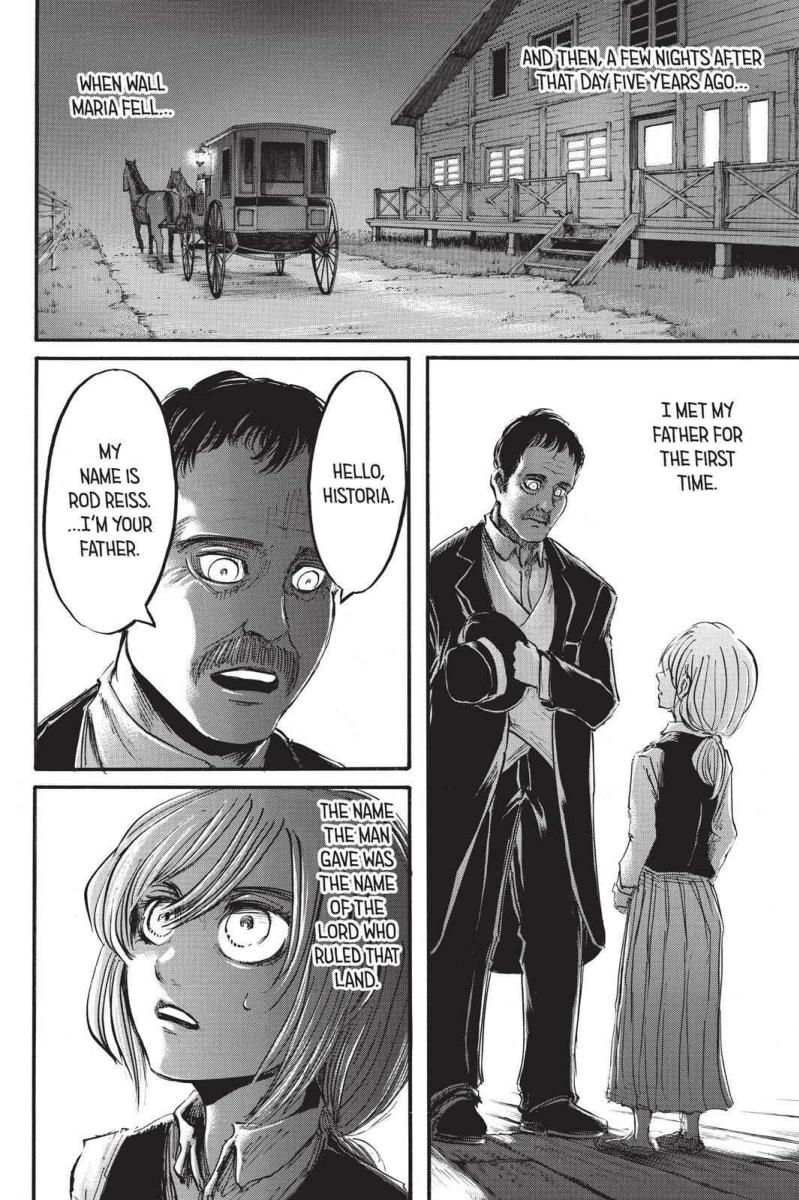 AND THEN, A FEW NIGHTS AFTER
THAT DAY FIVE YEARS AGO...
WHEN WALL
MARIA FELL...
I MET MY
FATHER FOR
THE FIRST
TIME.
HELLO,
HISTORIA.
MY
NAME IS
ROD REISS.
...I'M YOUR
FATHER.
THE NAME
THE MAN
GAVE WAS
THE NAME
OF THE
LORD WHO
RULED THAT
LAND.